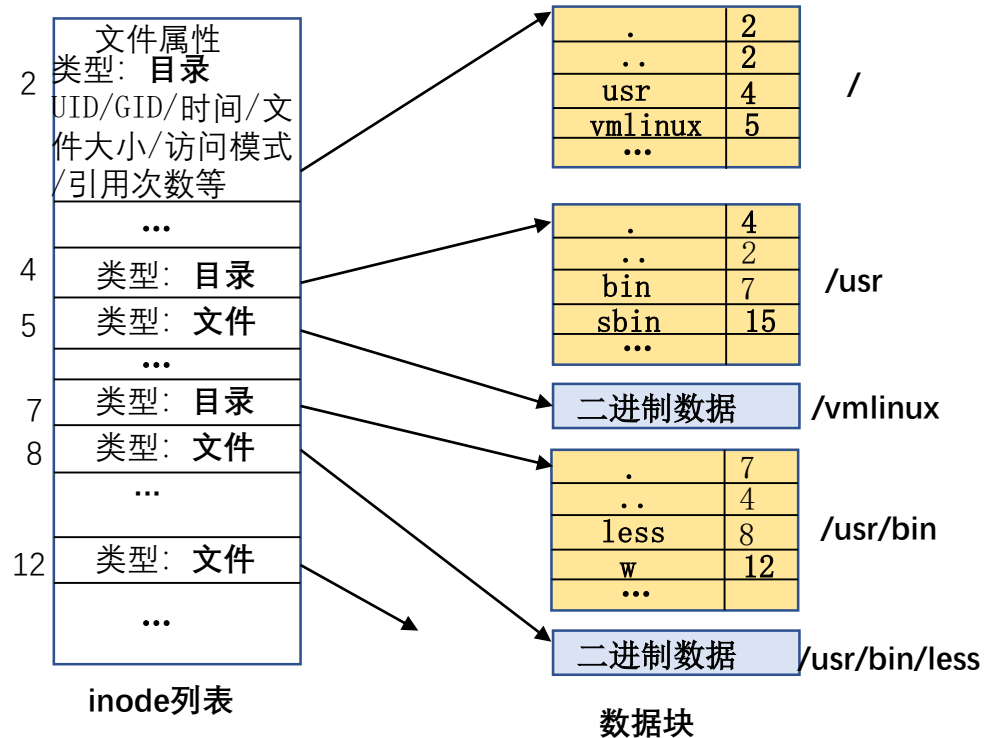 文件属性
2
类型：目录
UID/GID/时间/文
件大小/访问模式
/引用次数等
…
4
类型：目录
5
类型：文件
…
7
类型：目录
8
类型：文件
…
12
类型：文件
…
inode列表
. 2
.. 2
usr 4
vmlinux 5
…
/
. 4
.. 2
bin 7
sbin 15
…
/usr
二进制数据
/vmlinux
. 7
.. 4
less 8
w 12
…
/usr/bin
二进制数据
/usr/bin/less
数据块